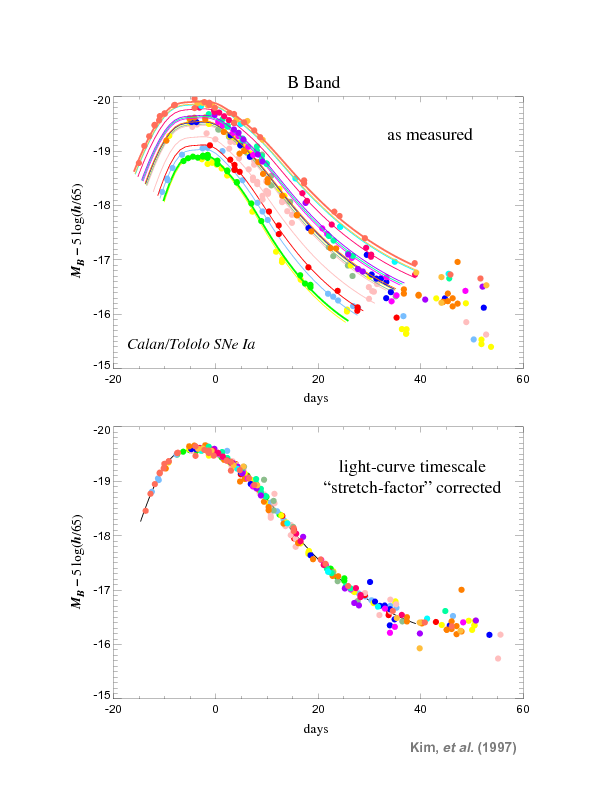 B Band
-20
as measured
-19
-18
-17
-16
-15
M_B − 5 log(h/65)
Calan/Tololo SNe Ia
-20 0 20 40 60
days
-20
light-curve timescale
“stretch-factor” corrected
-19
-18
-17
-16
-15
M_B − 5 log(h/65)
-20 0 20 40 60
days
Kim, et al. (1997)